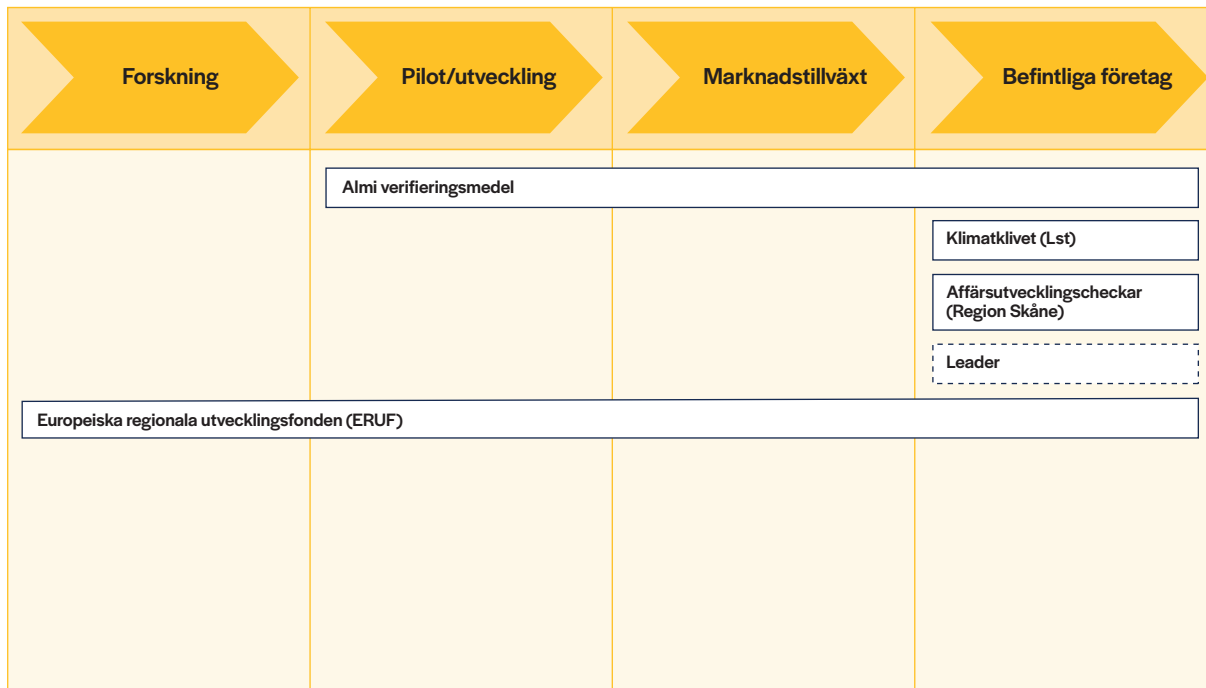 Forskning
Pilot/utveckling
Marknadstillväxt
Befintliga företag
Almi verifieringsmedel
Klimatklivet (Lst)
Affärsutvecklingscheckar
(Region Skåne)
Leader
Europeiska regionala utvecklingsfonden (ERUF)